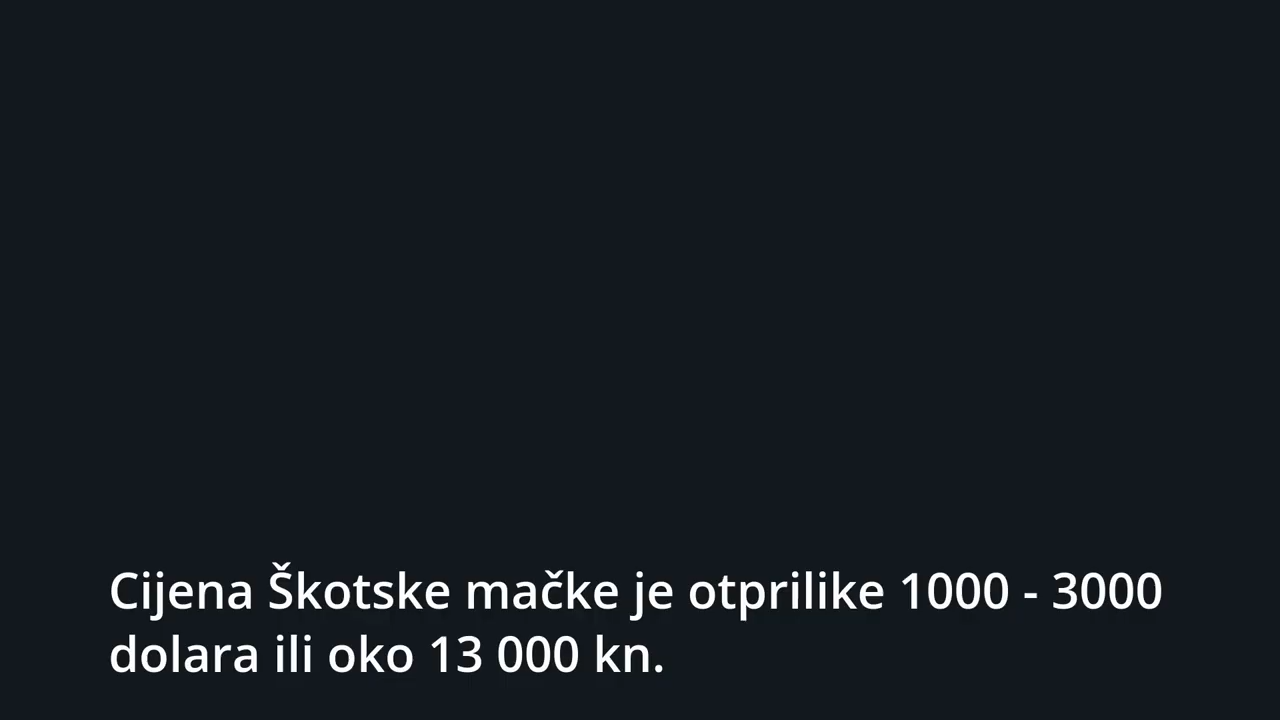 Cijena Škotske mačke je otprilike 1000 - 3000
dolara ili oko 13 000 kn.